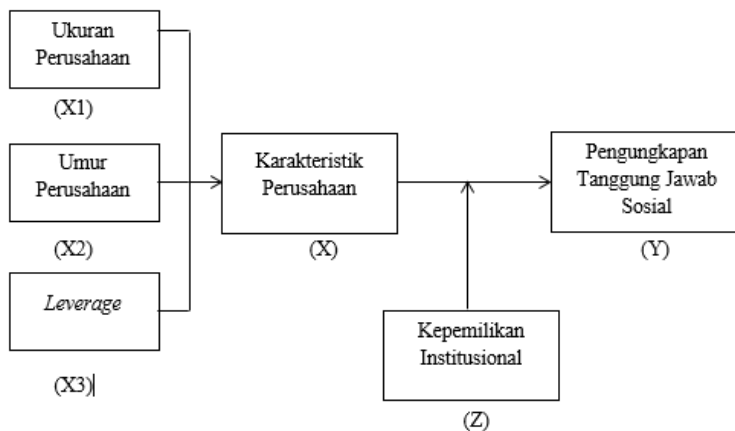 Ukuran
Perusahaan
(X1)
Umur
Perusahaan
(X2)
Leverage
(X3)
Karakteristik
Perusahaan
(X)
Pengungkapan
Tanggung Jawab
Sosial
(Y)
Kepemilikan
Institusional
(Z)